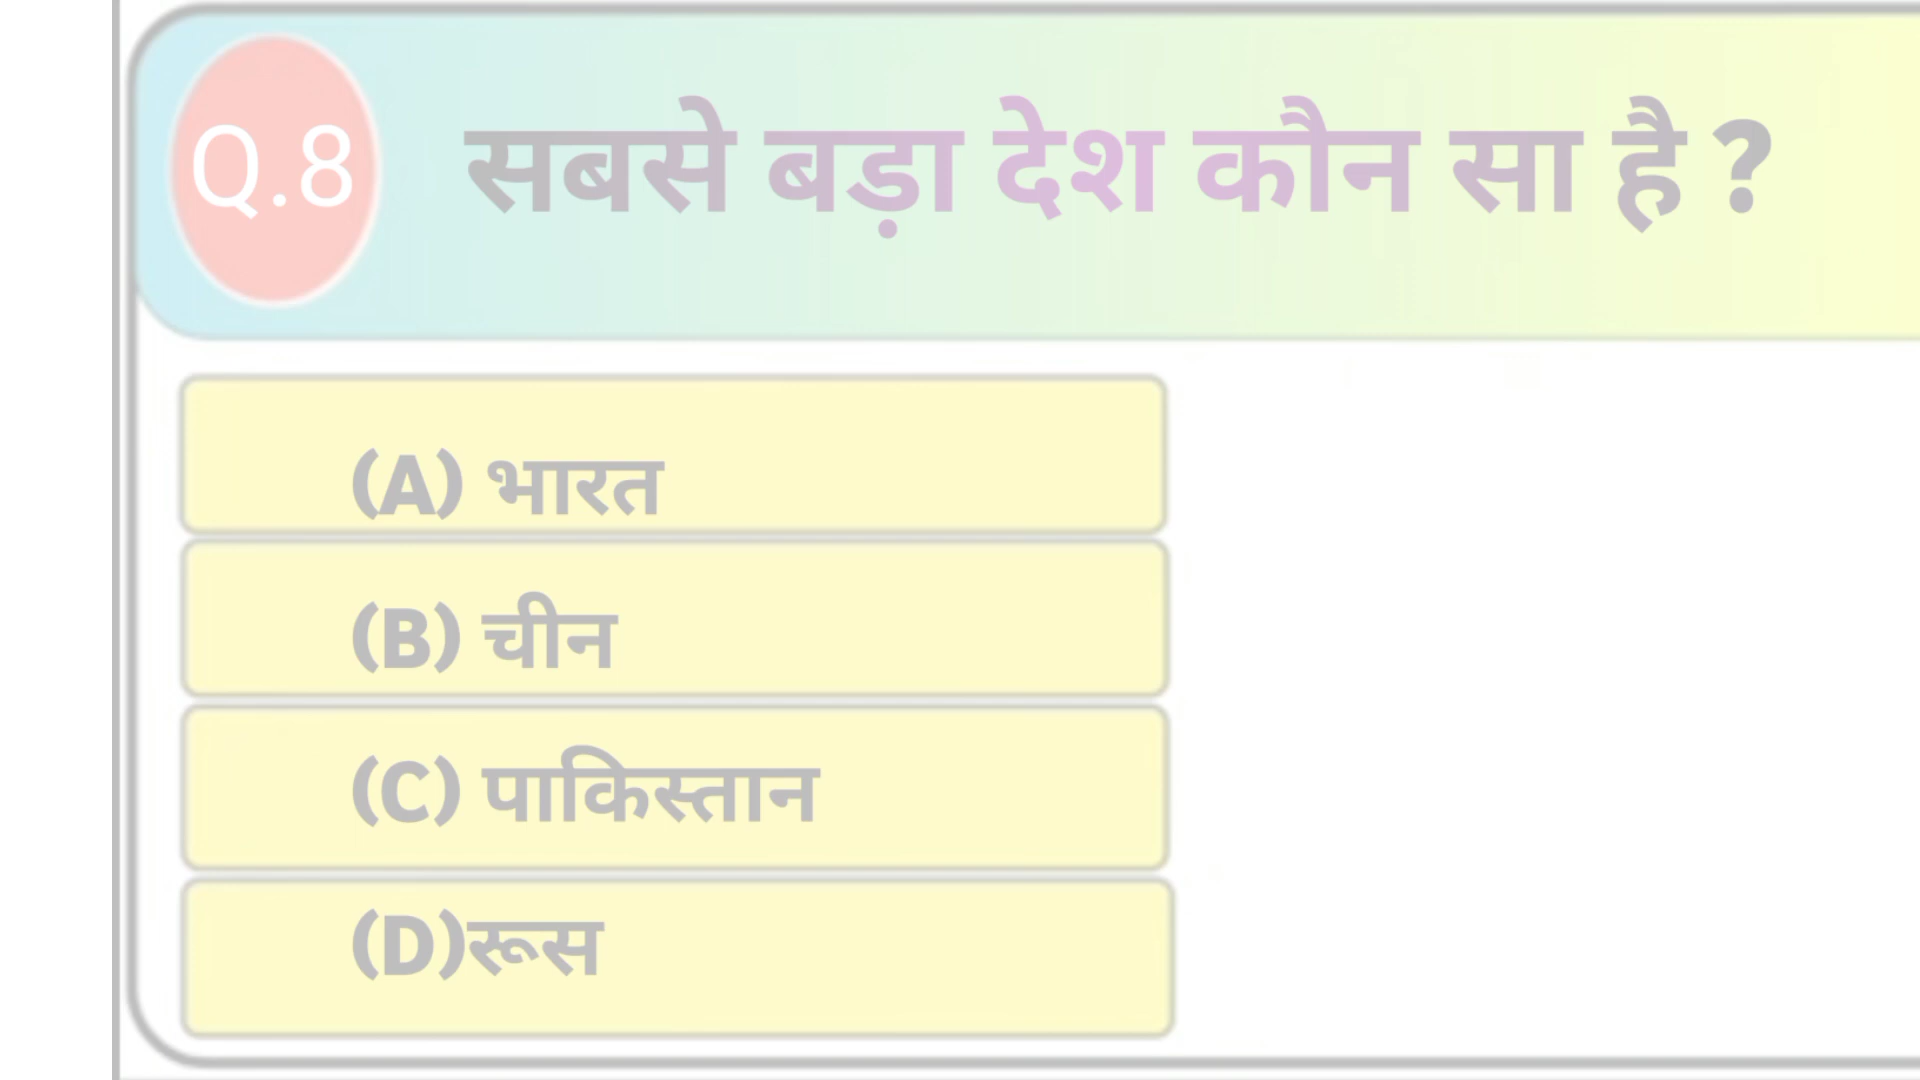 Q.8 सबसे बड़ा देश कौन सा है ?
(A) भारत
(B) चीन
(C) पाकिस्तान
(D)रूस